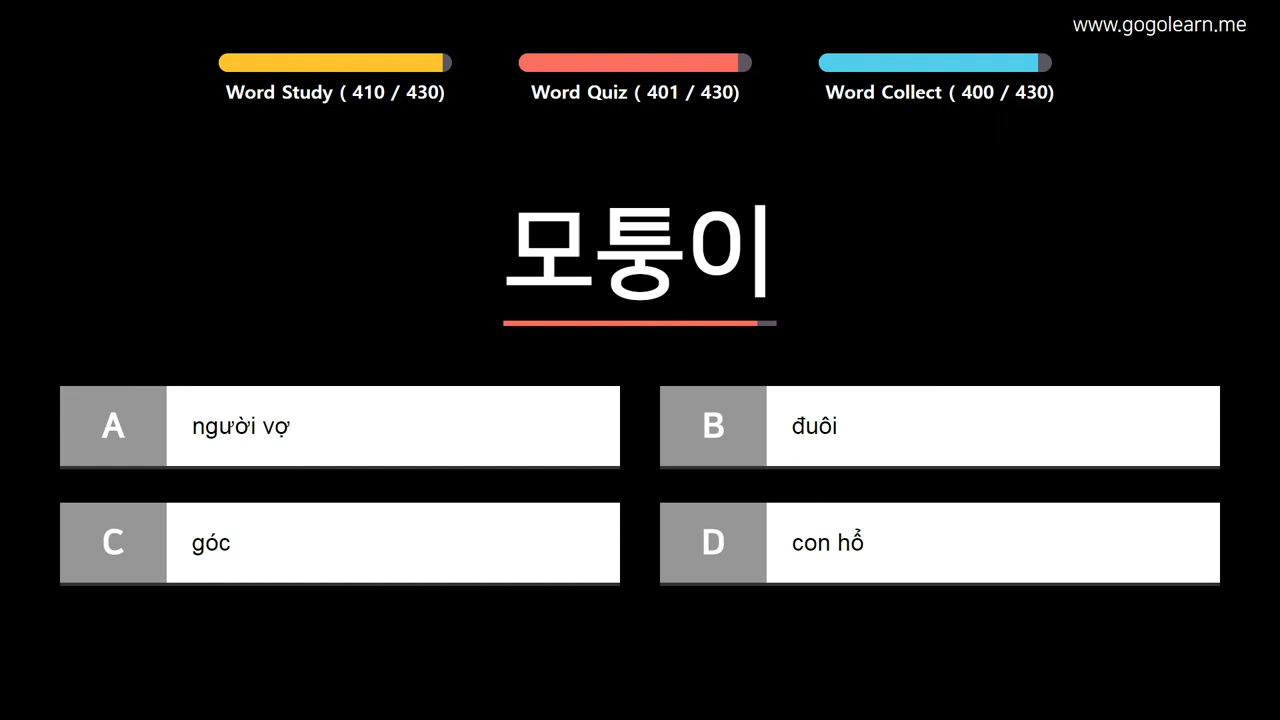 www.gogolearn.me
Word Study ( 410 / 430)
Word Quiz ( 401 / 430)
Word Collect ( 400 / 430)
모퉁이
A người vợ
B đuôi
C góc
D con hổ